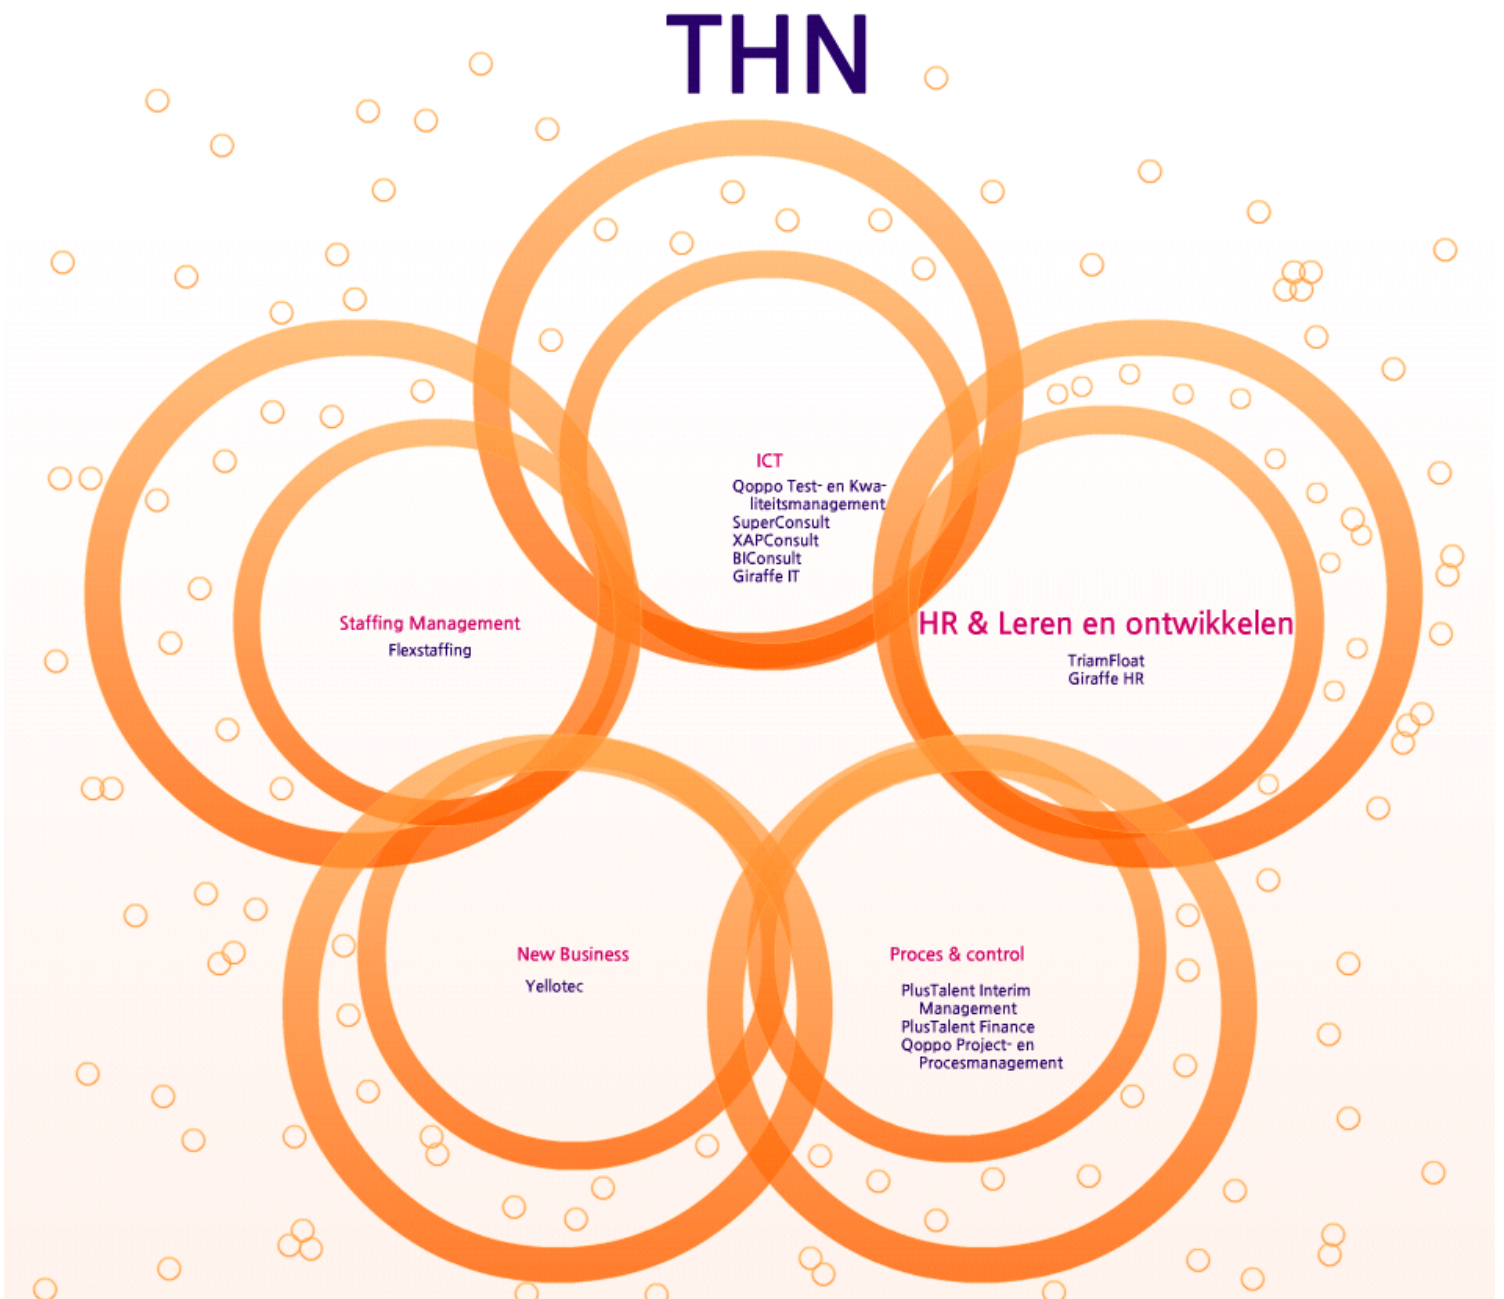 THN
ICT
Qoppo Test- en Kwa-
liteitsmanagement
SuperConsult
XAPConsult
BIConsult
Giraffe IT
Staffing Management
Flexstaffing
HR & Leren en ontwikkelen
TriamFloat
Giraffe HR
New Business
Yellotec
Proces & control
PlusTalent Interim
Management
PlusTalent Finance
Qoppo Project- en
Procesmanagement